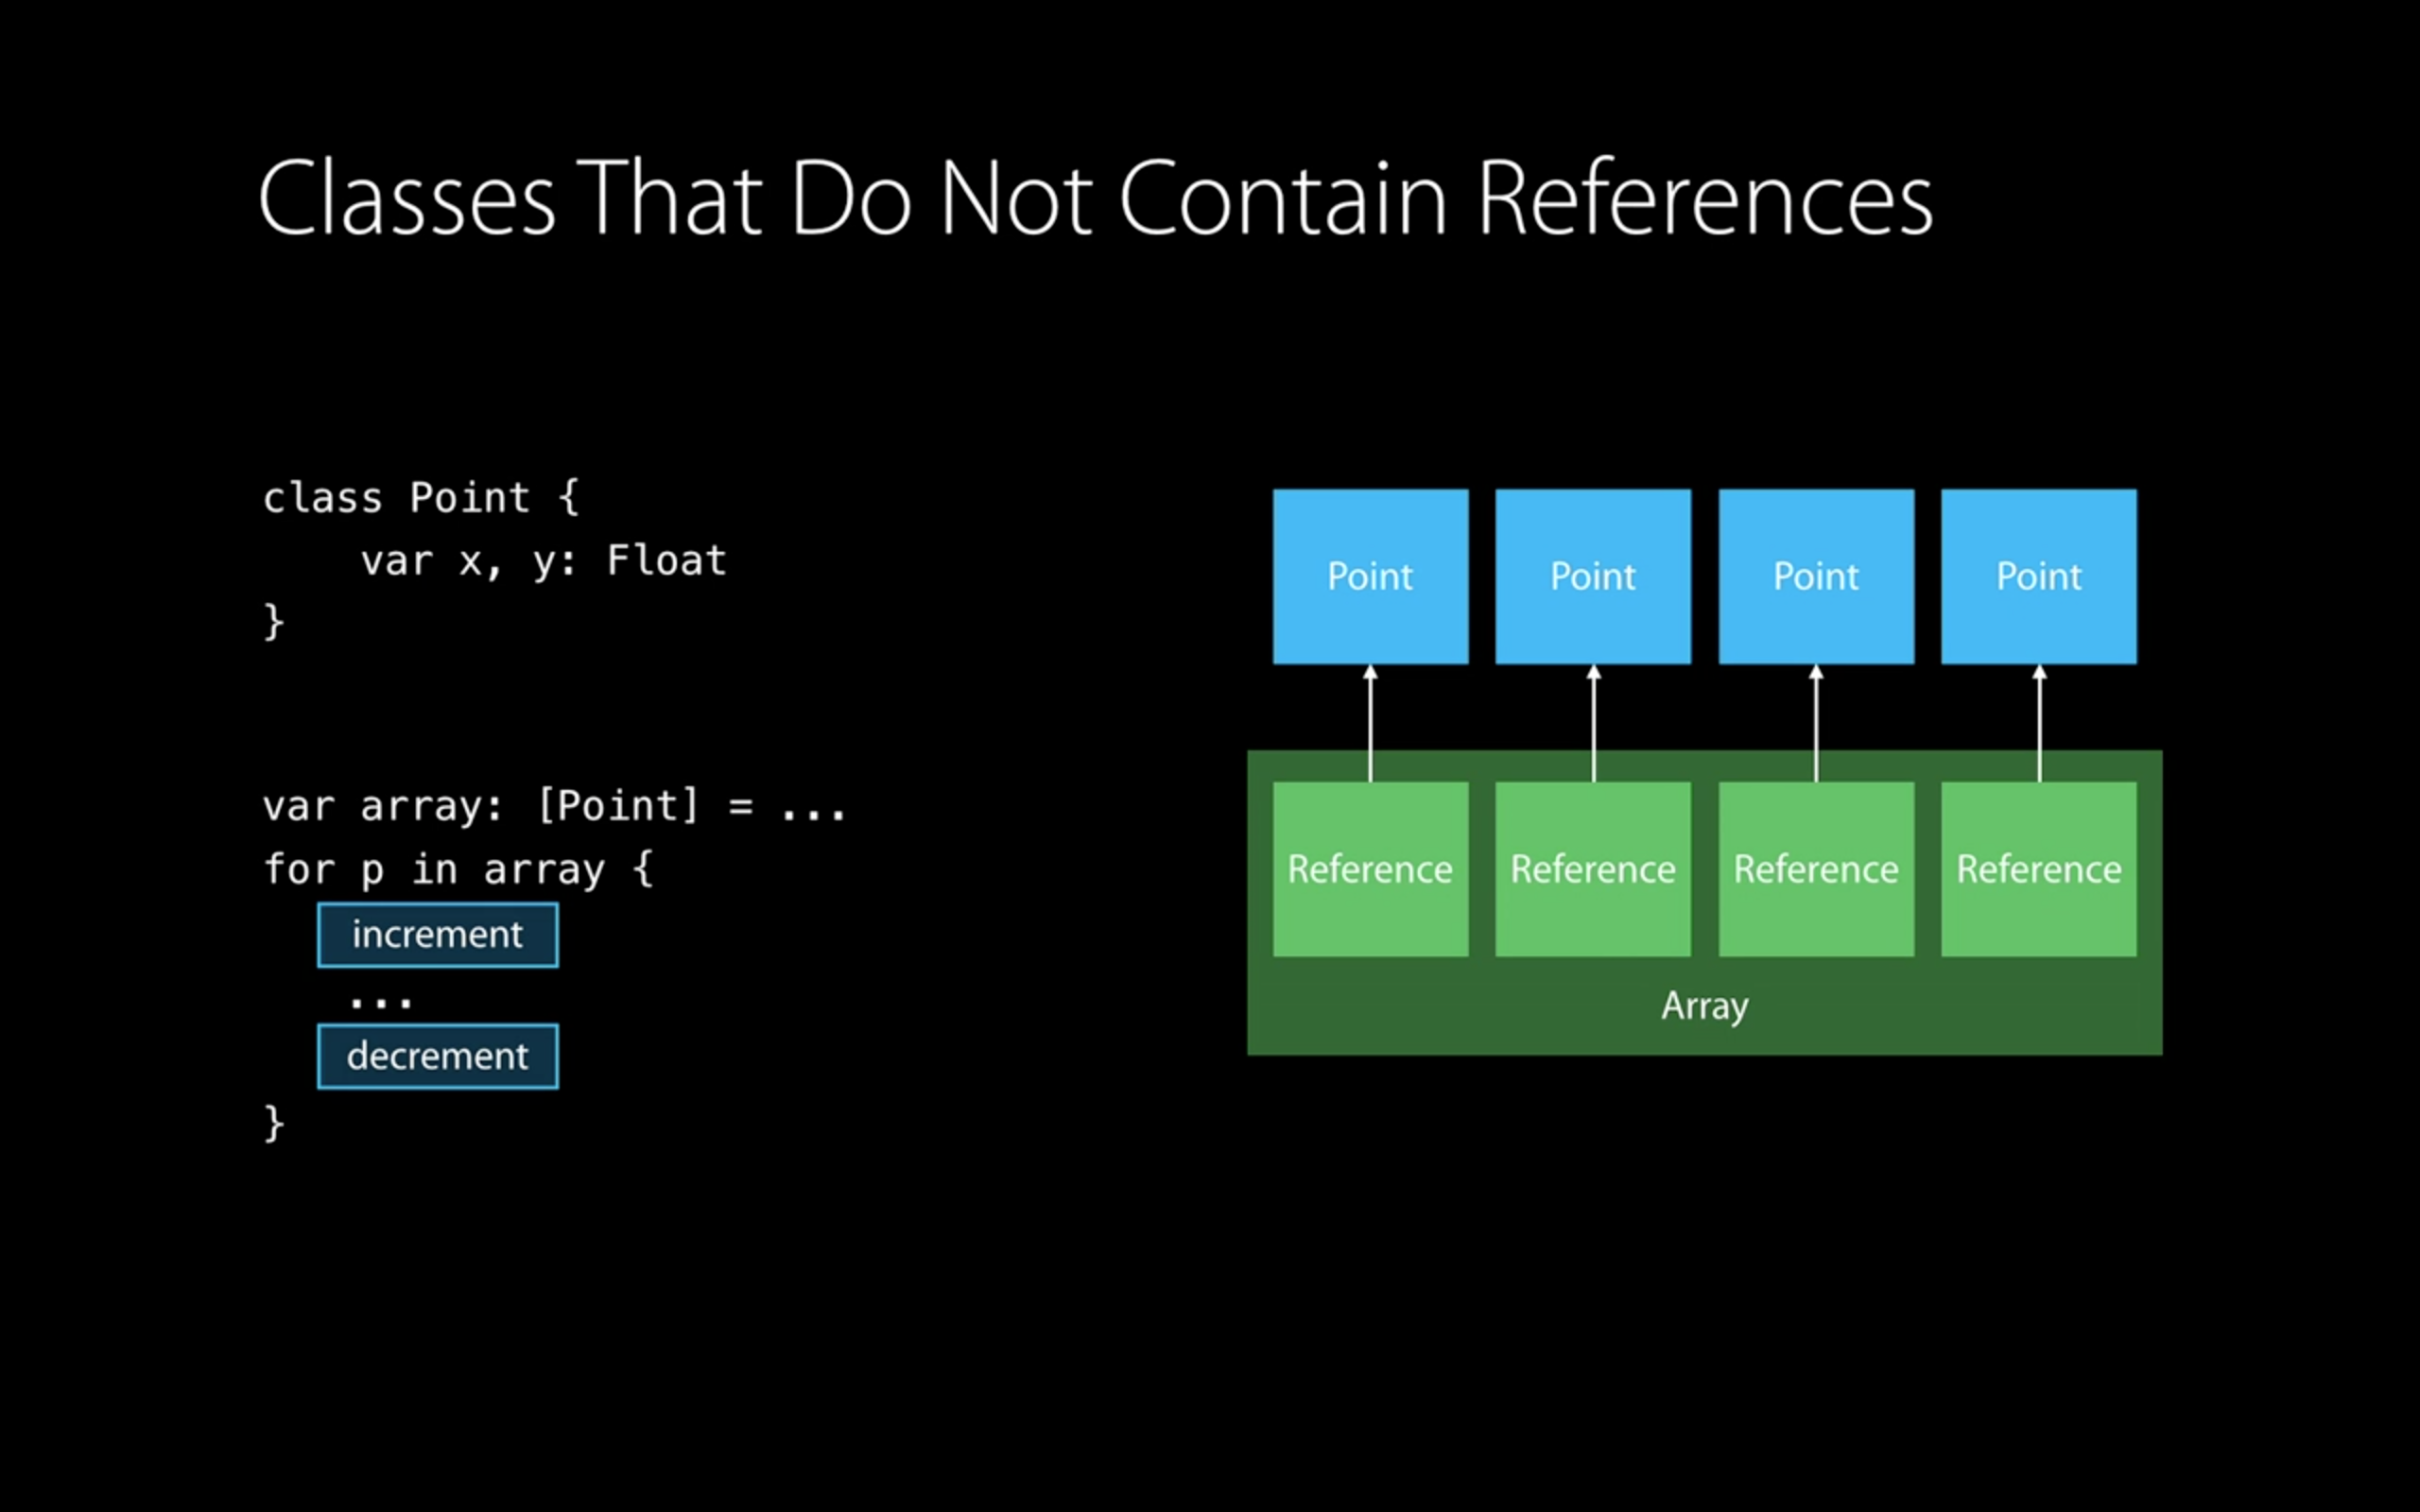 Classes That Do Not Contain References
class Point {
    var x, y: Float
}
var array: [Point] = ...
for p in array {
increment
...
decrement
}
Point Point Point Point
Reference Reference Reference Reference
Array